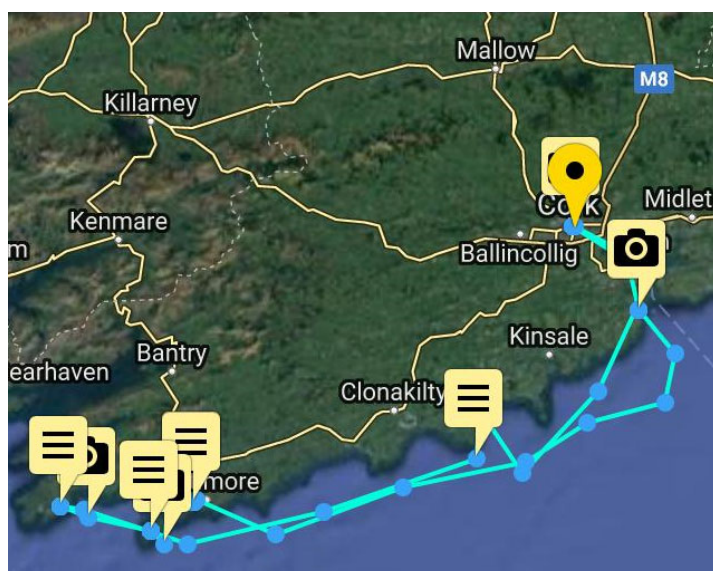 Mallow
M8
Killarney
Midlet
Cork
Kenmare
m
Ballincollig
n
Kinsale
Bantry
earhaven
Clonakilty
more